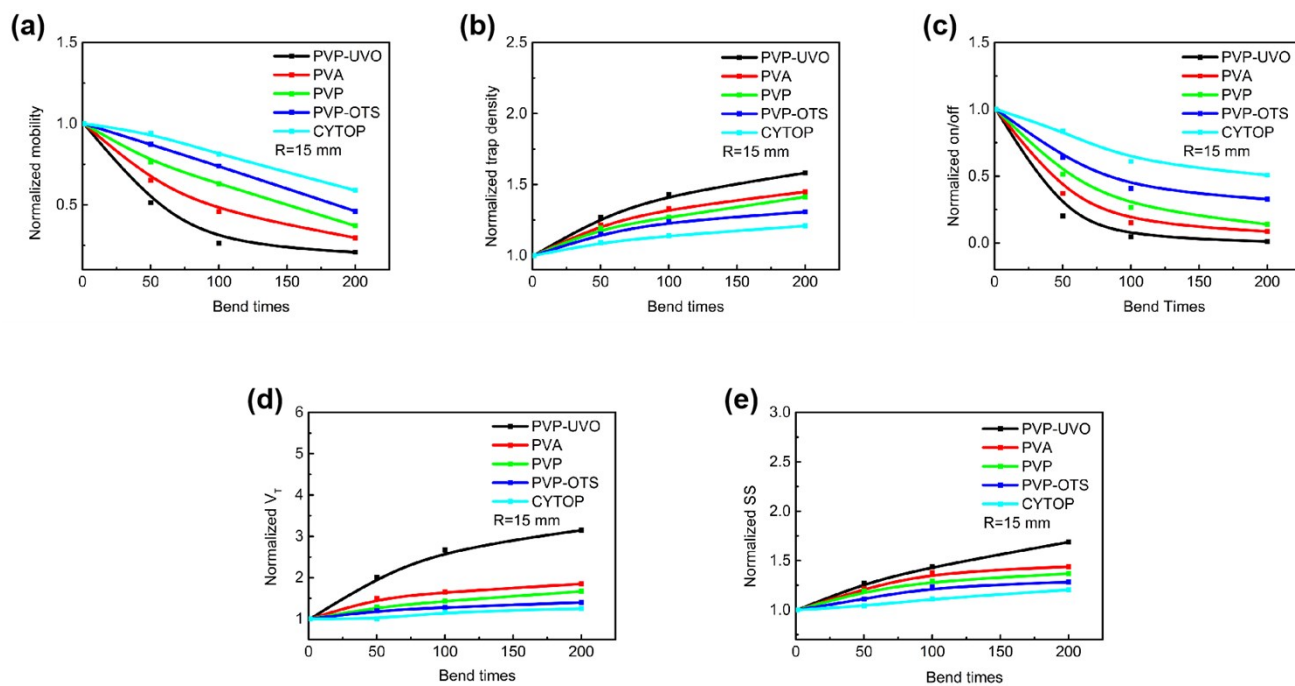 (a)
1.5
1.0
0.5
Normalized mobility
0
50
100
150
200
Bend times
PVP-UVO
PVA
PVP
PVP-OTS
CYTOP
R=15 mm
(b)
2.5
2.0
1.5
1.0
Normalized trap density
0
50
100
150
200
Bend times
PVP-UVO
PVA
PVP
PVP-OTS
CYTOP
R=15 mm
(c)
1.5
1.0
0.5
0.0
Normalized on/off
0
50
100
150
200
Bend Times
PVP-UVO
PVA
PVP
PVP-OTS
CYTOP
R=15 mm
(d)
6
5
4
3
2
1
Normalized V_T
0
50
100
150
200
Bend times
PVP-UVO
PVA
PVP
PVP-OTS
CYTOP
R=15 mm
(e)
3.0
2.5
2.0
1.5
1.0
Normalized SS
0
50
100
150
200
Bend times
PVP-UVO
PVA
PVP
PVP-OTS
CYTOP
R=15 mm